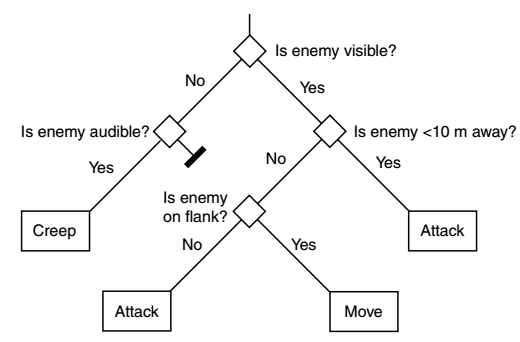 Is enemy visible?
No
Yes
Is enemy audible?
Is enemy <10 m away?
Yes
No
Yes
Is enemy
on flank?
Creep
Attack
No
Yes
Attack
Move